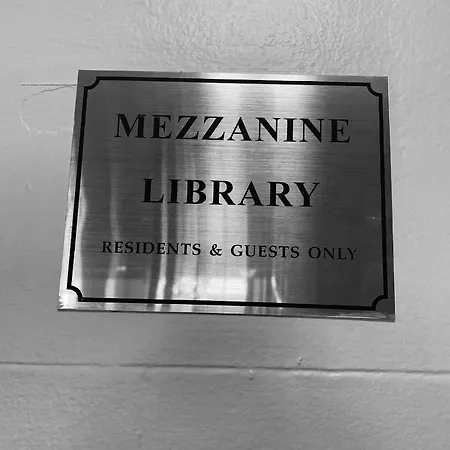 MEZZANINE
LIBRARY
RESIDENTS & GUESTS ONLY